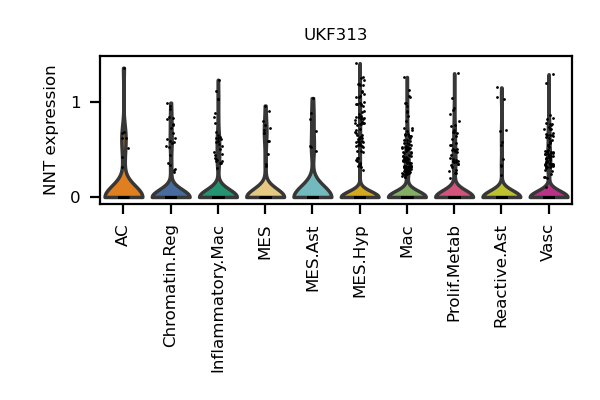 UKF313
NNT expression
1
0
AC
Chromatin.Reg
Inflammatory.Mac
MES
MES.Ast
MES.Hyp
Mac
Prolif.Metab
Reactive.Ast
Vasc